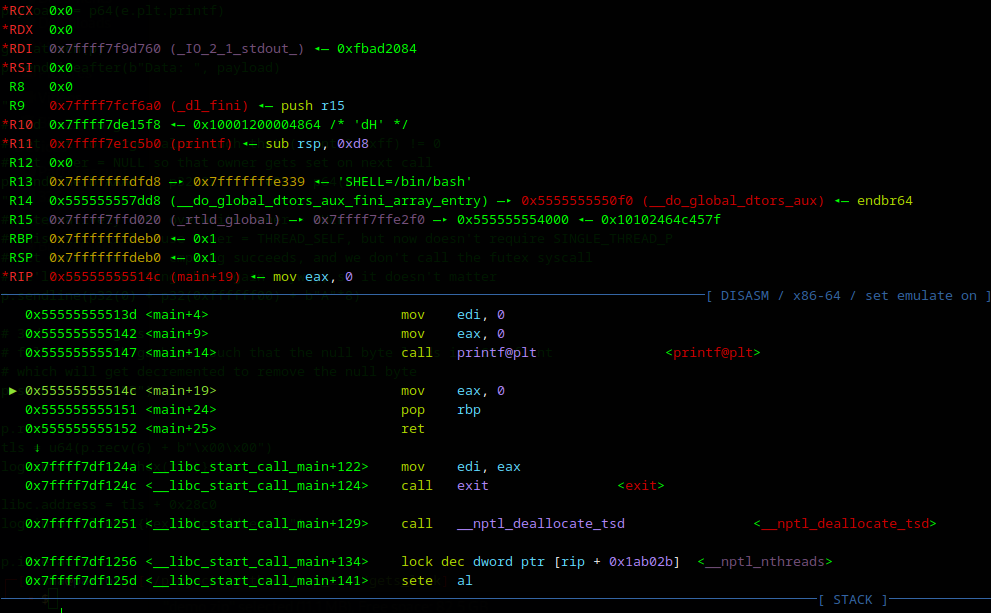 *RCX 0x0
*RDX 0x0
*RDI 0x7ffff7f9d760 (_IO_2_1_stdout_) ◂— 0xfbad2084
*RSI 0x0
R8 0x0
R9 0x7ffff7fcf6a0 (_dl_fini) ◂— push r15
*R10 0x7ffff7de15f8 ◂— 0x10001200004864 /* 'dH' */
*R11 0x7ffff7e1c5b0 (printf) ◂— sub rsp, 0xd8
R12 0x0
R13 0x7fffffffdfd8 —▸ 0x7fffffffe339 ◂— 'SHELL=/bin/bash'
R14 0x555555557dd8 (__do_global_dtors_aux_fini_array_entry) —▸ 0x5555555550f0 (__do_global_dtors_aux) ◂— endbr64
R15 0x7ffff7ffd020 (_rtld_global) —▸ 0x7ffff7ffe2f0 —▸ 0x555555554000 ◂— 0x10102464c457f
RBP 0x7fffffffdeb0 ◂— 0x1
RSP 0x7fffffffdeb0 ◂— 0x1
*RIP 0x55555555514c (main+19) ◂— mov eax, 0
[ DISASM / x86-64 / set emulate on ]
0x55555555513d <main+4> mov edi, 0
0x555555555142 <main+9> mov eax, 0
0x555555555147 <main+14> call printf@plt <printf@plt>
► 0x55555555514c <main+19> mov eax, 0
0x555555555151 <main+24> pop rbp
0x555555555152 <main+25> ret
↓
0x7ffff7df124a <__libc_start_call_main+122> mov edi, eax
0x7ffff7df124c <__libc_start_call_main+124> call exit <exit>
0x7ffff7df1251 <__libc_start_call_main+129> call __nptl_deallocate_tsd <__nptl_deallocate_tsd>
0x7ffff7df1256 <__libc_start_call_main+134> lock dec dword ptr [rip + 0x1ab02b] <__nptl_nthreads>
0x7ffff7df125d <__libc_start_call_main+141> sete al
[ STACK ]